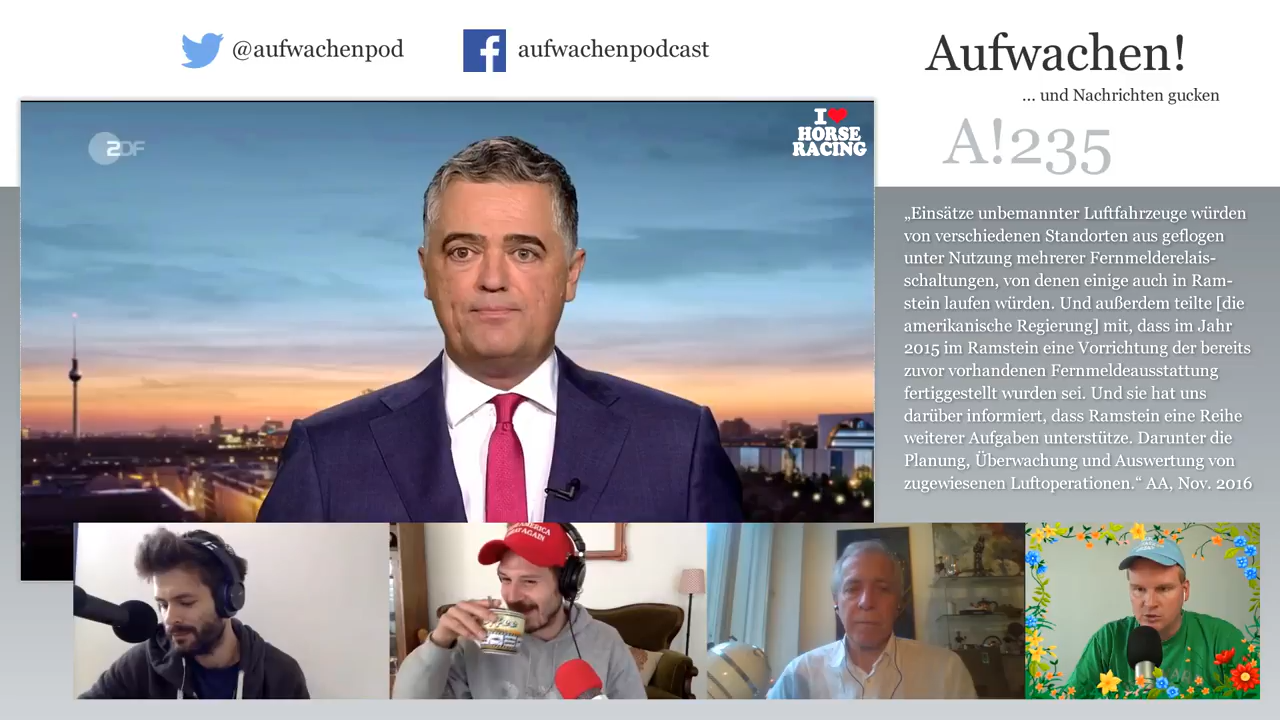 @aufwachenpod
aufwachenpodcast
Aufwachen!
... und Nachrichten gucken
A!235
ZDF
I
HORSE
RACING
„Einsätze unbemannter Luftfahrzeuge würden
von verschiedenen Standorten aus geflogen
unter Nutzung mehrerer Fernmelderelais-
schaltungen, von denen einige auch in Ram-
stein laufen würden. Und außerdem teilte [die
amerikanische Regierung] mit, dass im Jahr
2015 im Ramstein eine Vorrichtung der bereits
zuvor vorhandenen Fernmeldeausstattung
fertiggestellt wurden sei. Und sie hat uns
darüber informiert, dass Ramstein eine Reihe
weiterer Aufgaben unterstütze. Darunter die
Planung, Überwachung und Auswertung von
zugewiesenen Luftoperationen.“ AA, Nov. 2016
AMERICA
AGAIN